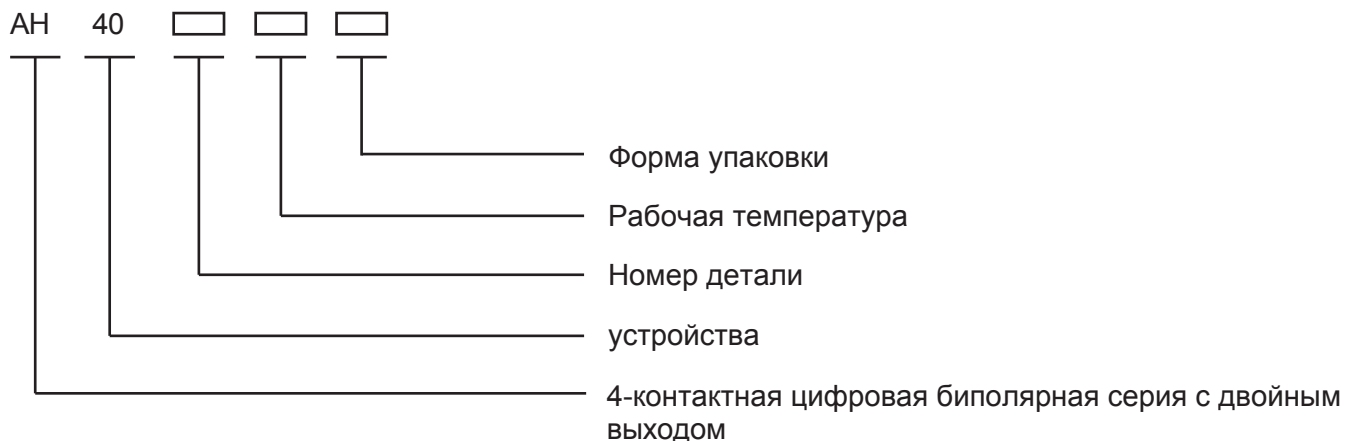 AH 40
Форма упаковки
Рабочая температура
Номер детали
устройства
4-контактная цифровая биполярная серия с двойным
выходом